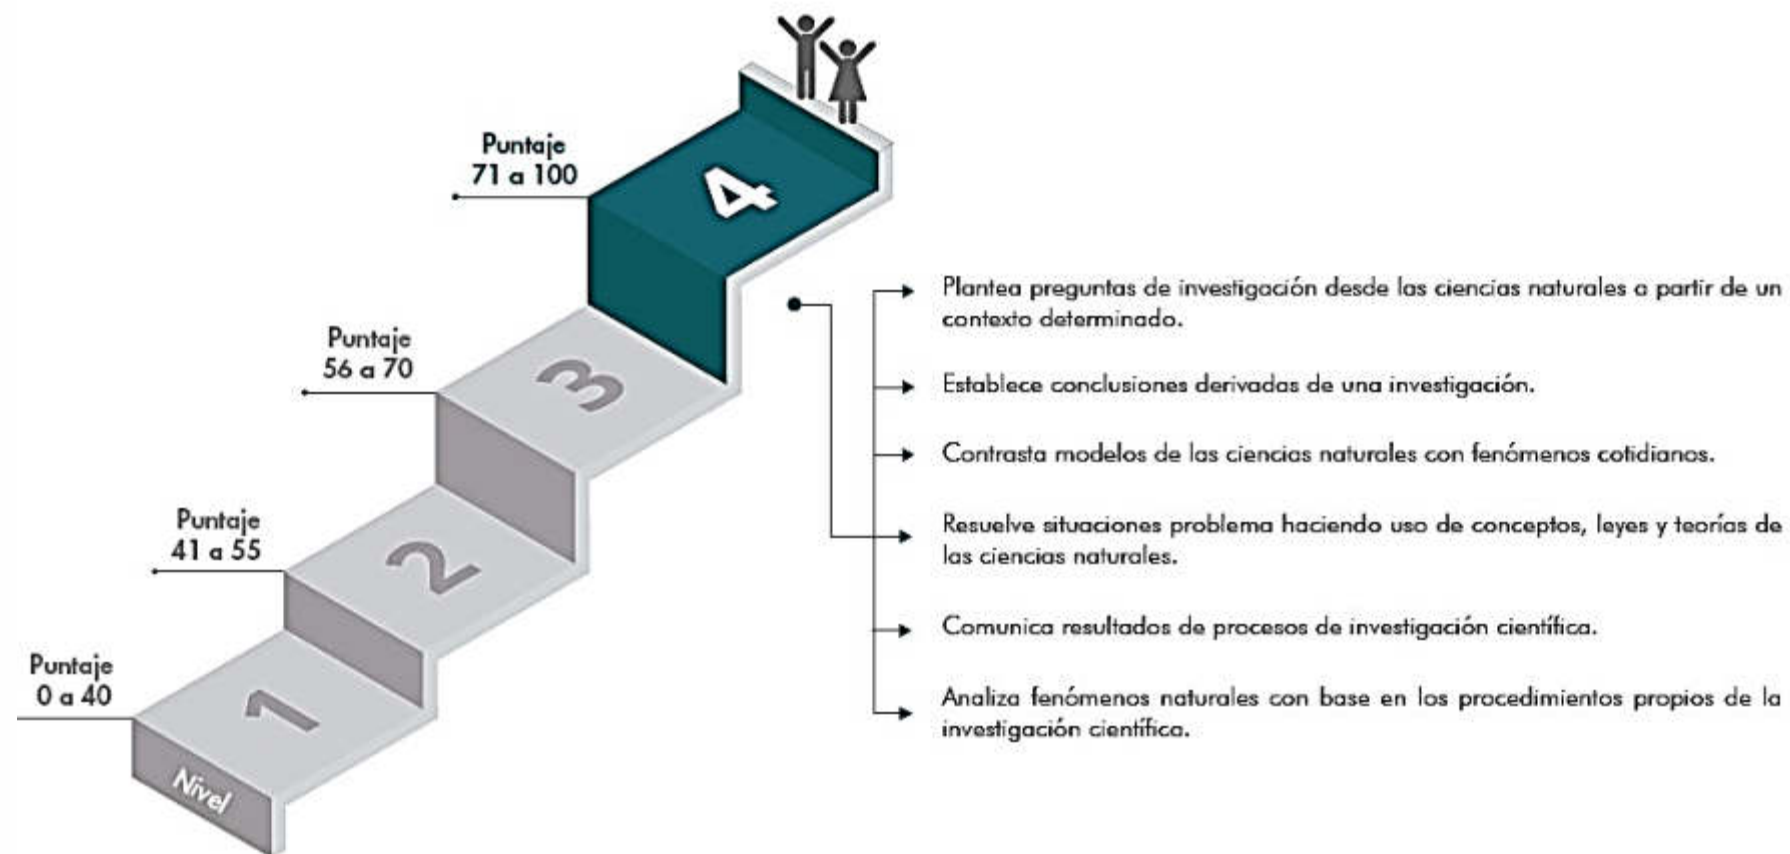 Puntaje
71 a 100
4
Puntaje
56 a 70
3
Puntaje
41 a 55
2
Puntaje
0 a 40
1
Nivel
Plantea preguntas de investigación desde las ciencias naturales a partir de un
contexto determinado.
Establece conclusiones derivadas de una investigación.
Contrasta modelos de las ciencias naturales con fenómenos cotidianos.
Resuelve situaciones problema haciendo uso de conceptos, leyes y teorías de
las ciencias naturales.
Comunica resultados de procesos de investigación científica.
Analiza fenómenos naturales con base en los procedimientos propios de la
investigación científica.